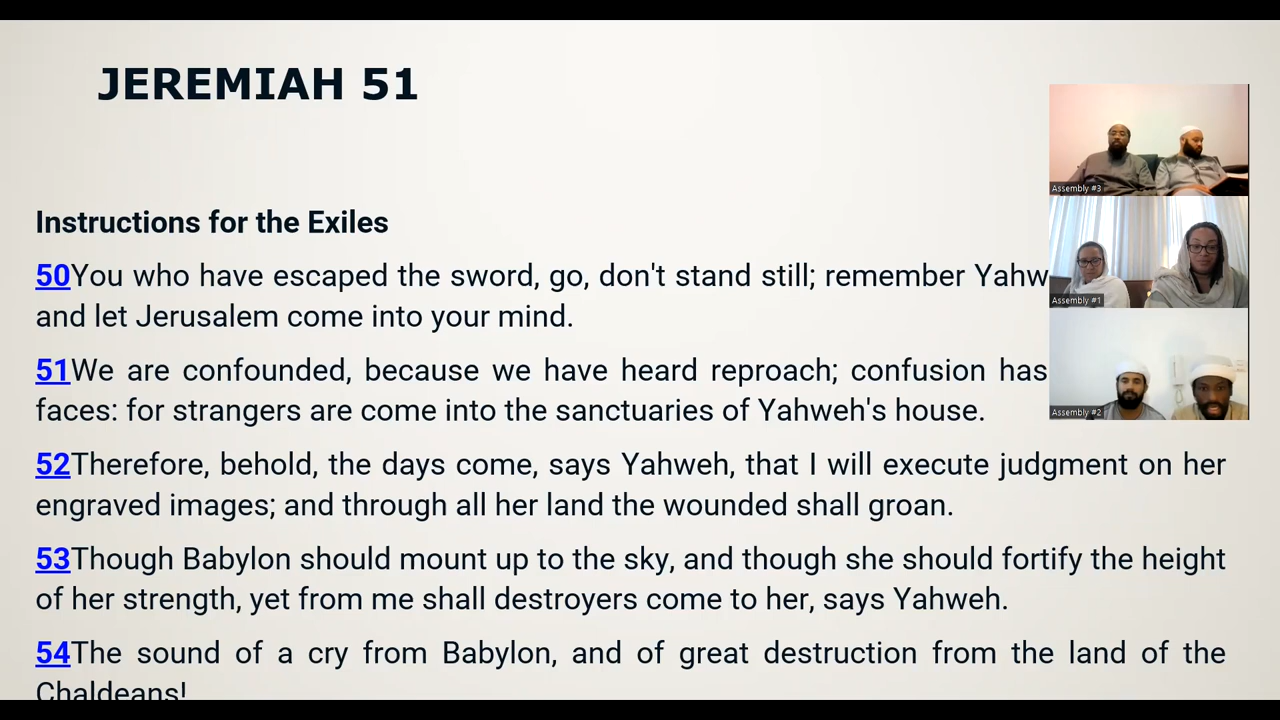 JEREMIAH 51
Instructions for the Exiles
50You who have escaped the sword, go, don't stand still; remember Yahw
and let Jerusalem come into your mind.
51We are confounded, because we have heard reproach; confusion has
faces: for strangers are come into the sanctuaries of Yahweh's house.
52Therefore, behold, the days come, says Yahweh, that I will execute judgment on her
engraved images; and through all her land the wounded shall groan.
53Though Babylon should mount up to the sky, and though she should fortify the height
of her strength, yet from me shall destroyers come to her, says Yahweh.
54The sound of a cry from Babylon, and of great destruction from the land of the
Chaldeans!
Assembly #3
Assembly #1
Assembly #2